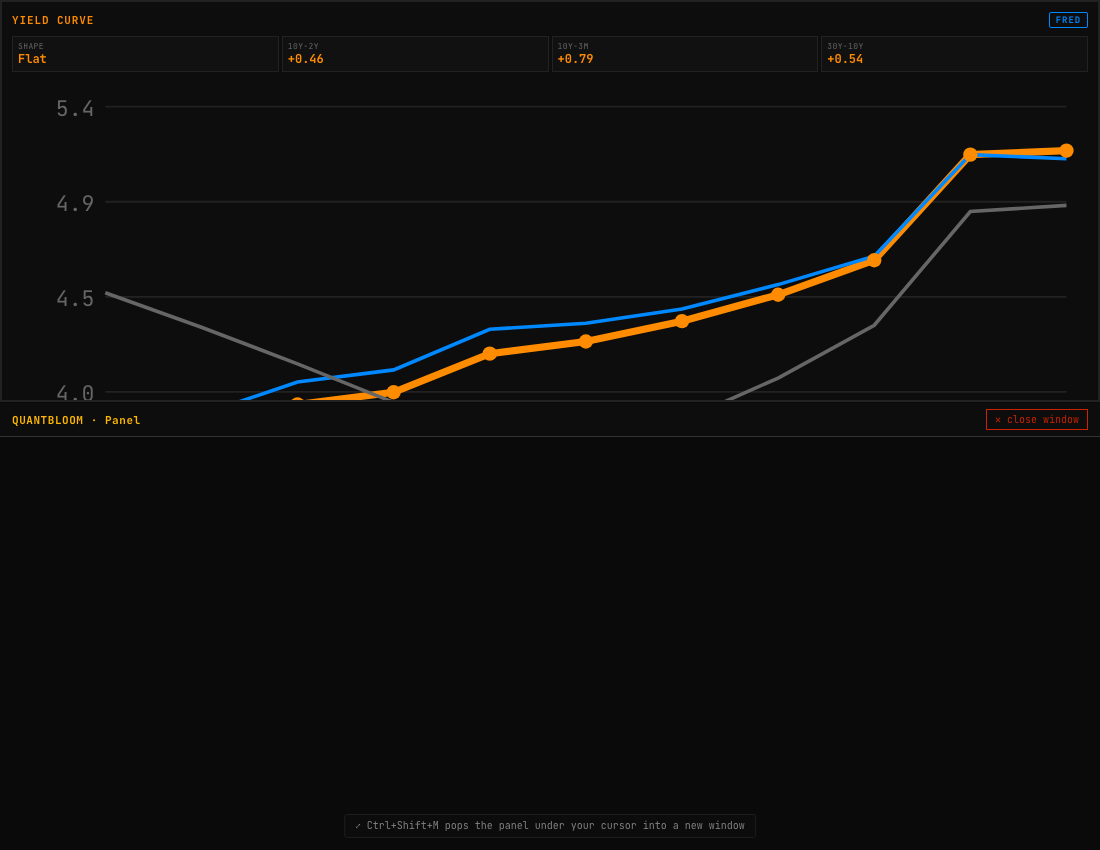 YIELD CURVE
FRED
SHAPE
Flat
10Y-2Y
+0.46
10Y-3M
+0.79
30Y-10Y
+0.54
5.4
4.9
4.5
4.0
QUANTBLOOM · Panel
× close window
⤢ Ctrl+Shift+M pops the panel under your cursor into a new window